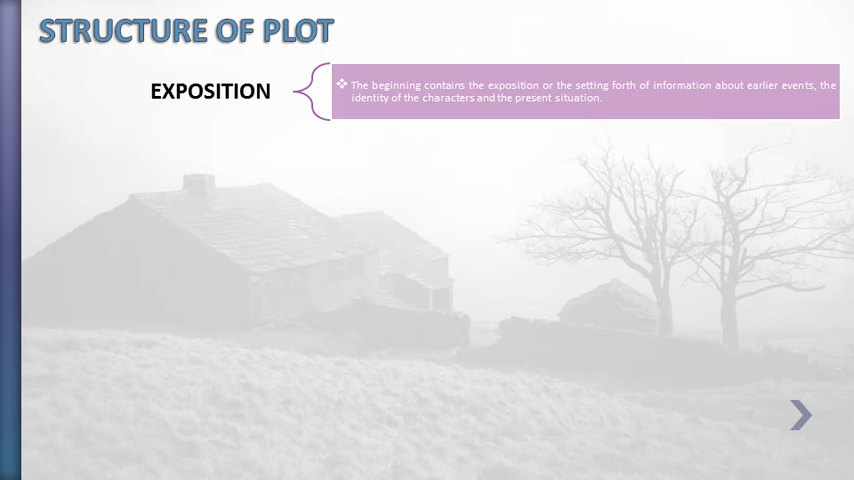 STRUCTURE OF PLOT
EXPOSITION
❖ The beginning contains the exposition or the setting forth of information about earlier events, the
identity of the characters and the present situation.